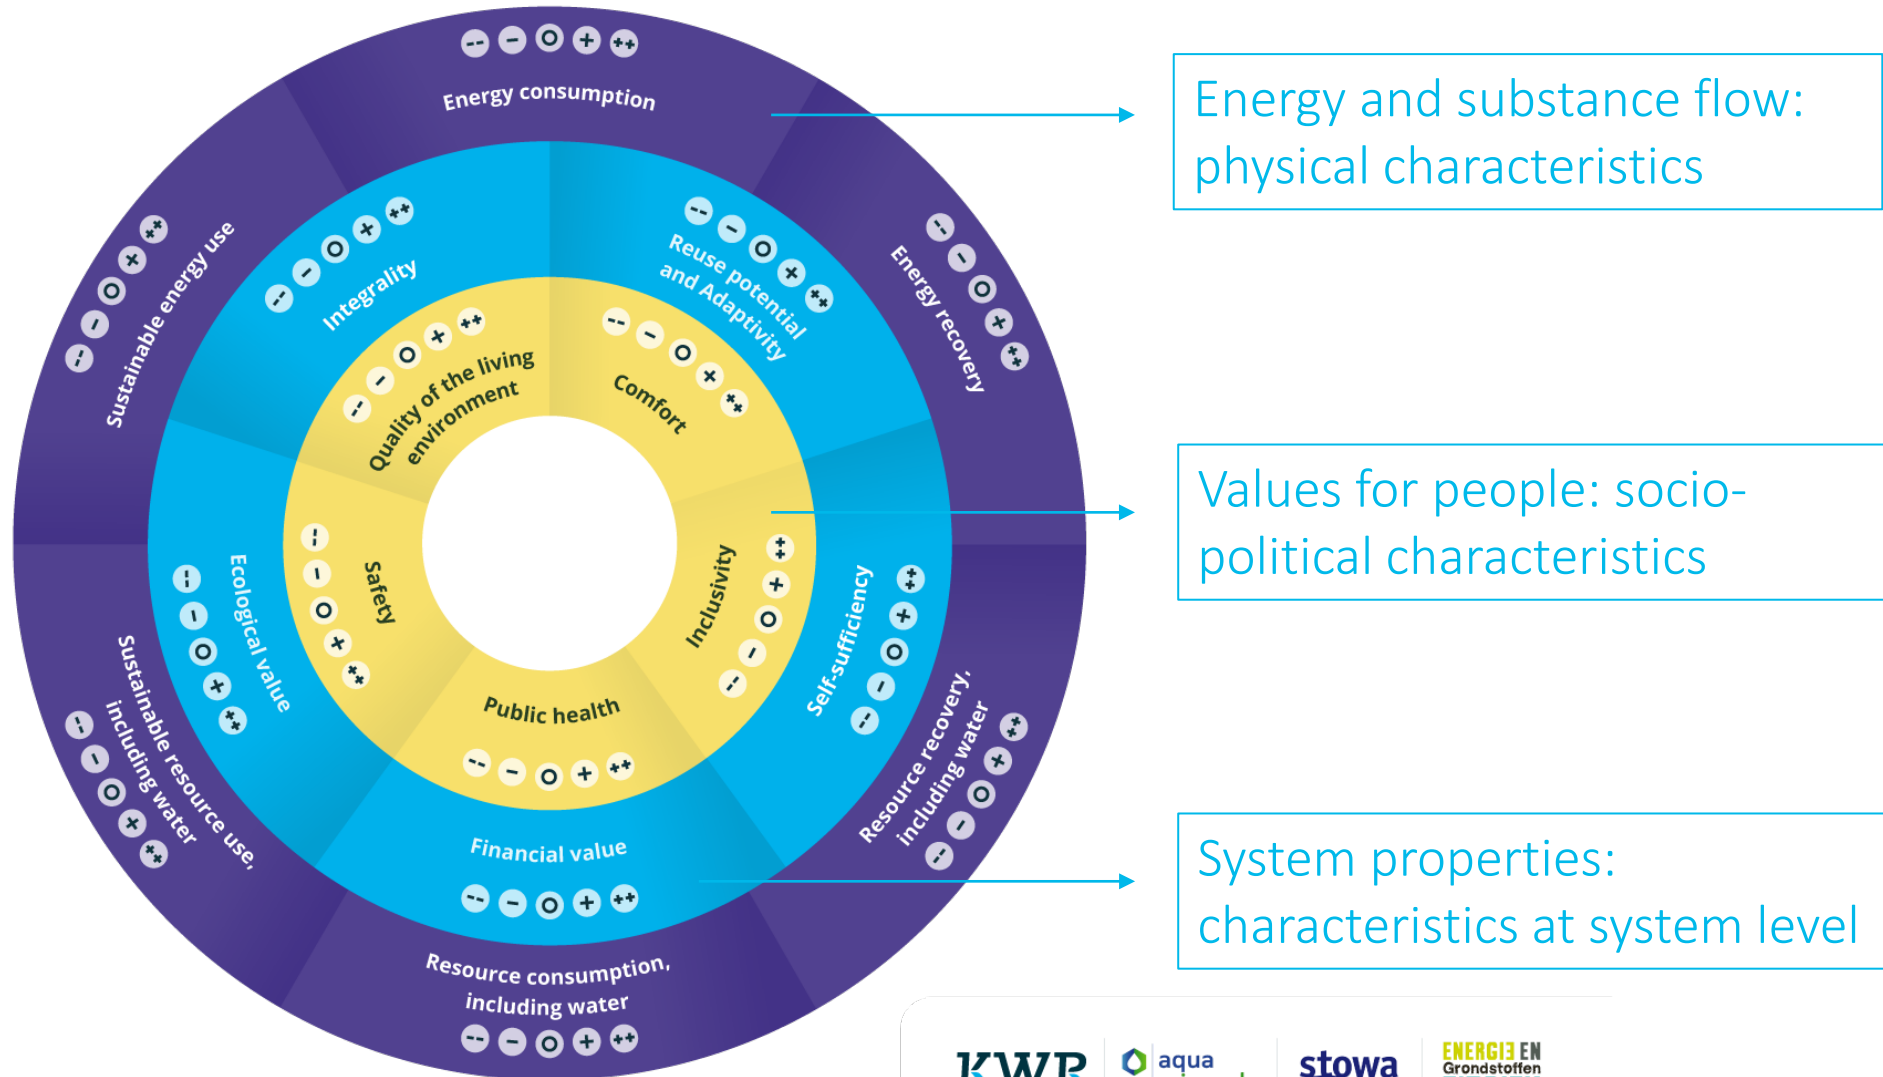 -- - O + ++
Energy consumption
-- - O + ++
Energy recovery
-- - O + ++
Sustainable energy use
-- - O + ++
Integrality
-- - O + ++
Reuse potential
and Adaptivity
-- - O + ++
Quality of the living
environment
-- - O + ++
Comfort
-- - O + ++
Safety
++ + O - --
Inclusivity
Public health
-- - O + ++
-- - O + ++
Ecological value
++ + O - --
Self-sufficiency
Financial value
-- - O + ++
Sustainable resource use,
including water
-- - O + ++
Resource recovery,
including water
++ + O - --
Resource consumption,
including water
-- - O + ++
Energy and substance flow:
physical characteristics
Values for people: socio-
political characteristics
System properties:
characteristics at system level
KWR
aqua
stowa
ENERGIE EN
Grondstoffen